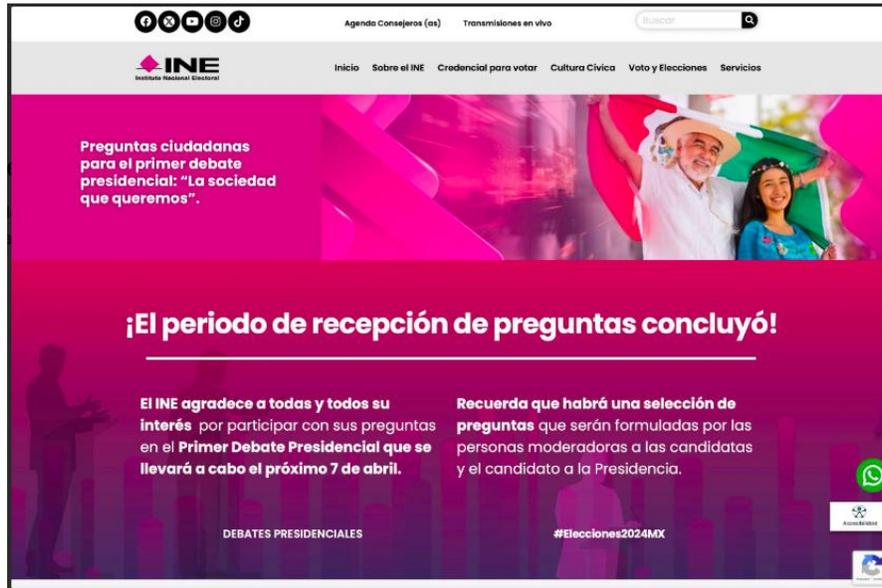 Agenda Consejeros (as) Transmisiones en vivo Buscar
INE
Instituto Nacional Electoral
Inicio Sobre el INE Credencial para votar Cultura Cívica Voto y Elecciones Servicios
Preguntas ciudadanas
para el primer debate
presidencial: “La sociedad
que queremos”.
¡El periodo de recepción de preguntas concluyó!
El INE agradece a todas y todos su
interés por participar con sus preguntas
en el Primer Debate Presidencial que se
llevará a cabo el próximo 7 de abril.
Recuerda que habrá una selección de
preguntas que serán formuladas por las
personas moderadoras a las candidatas
y el candidato a la Presidencia.
DEBATES PRESIDENCIALES
#Elecciones2024MX
Accesibilidad